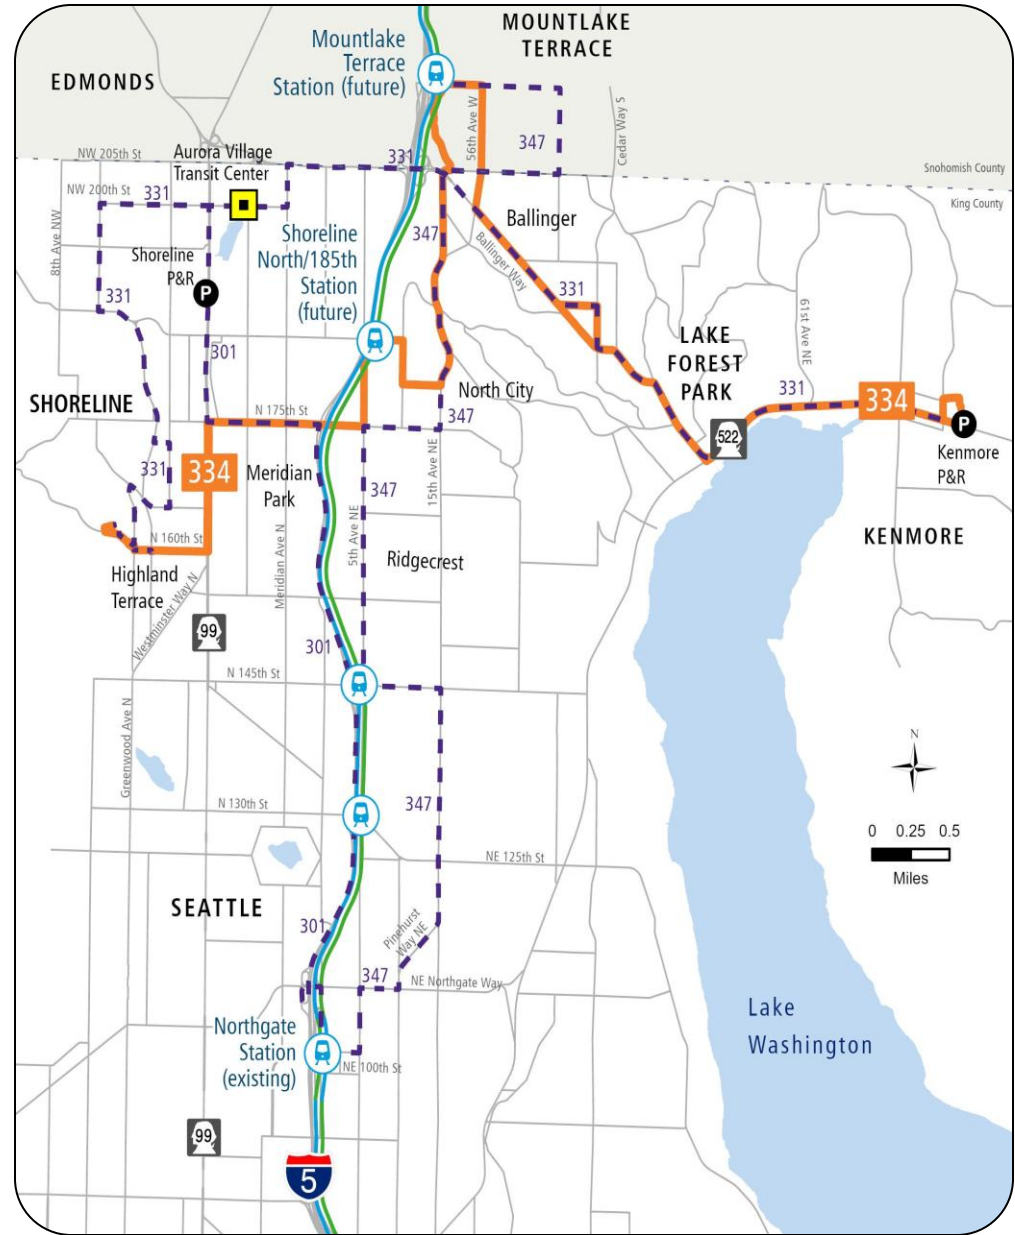 MOUNTLAKE
TERRACE
Mountlake
Terrace
Station (future)
EDMONDS
56th Ave W
347
Cedar Way S
NW 205th St
Aurora Village
Transit Center
331
Snohomish County
NW 200th St
331
King County
8th Ave NW
Shoreline
P&R
P
Shoreline
North/185th
Station
(future)
347
Ballinger
Ballinger Way
331
331
61st Ave NE
301
LAKE
FOREST
PARK
SHORELINE
N 175th St
North City
347
331
334
522
P
Kenmore
P&R
331
334
Meridian
Park
347
15th Ave NE
5th Ave NE
N 160th St
Meridian Ave N
Ridgecrest
KENMORE
Highland
Terrace
Westminster Way N
99
301
N 145th St
Greenwood Ave N
N
N 130th St
347
0 0.25 0.5
Miles
NE 125th St
SEATTLE
301
Pinehurst
Way NE
347
NE Northgate Way
Northgate
Station
(existing)
NE 100th St
Lake
Washington
99
5